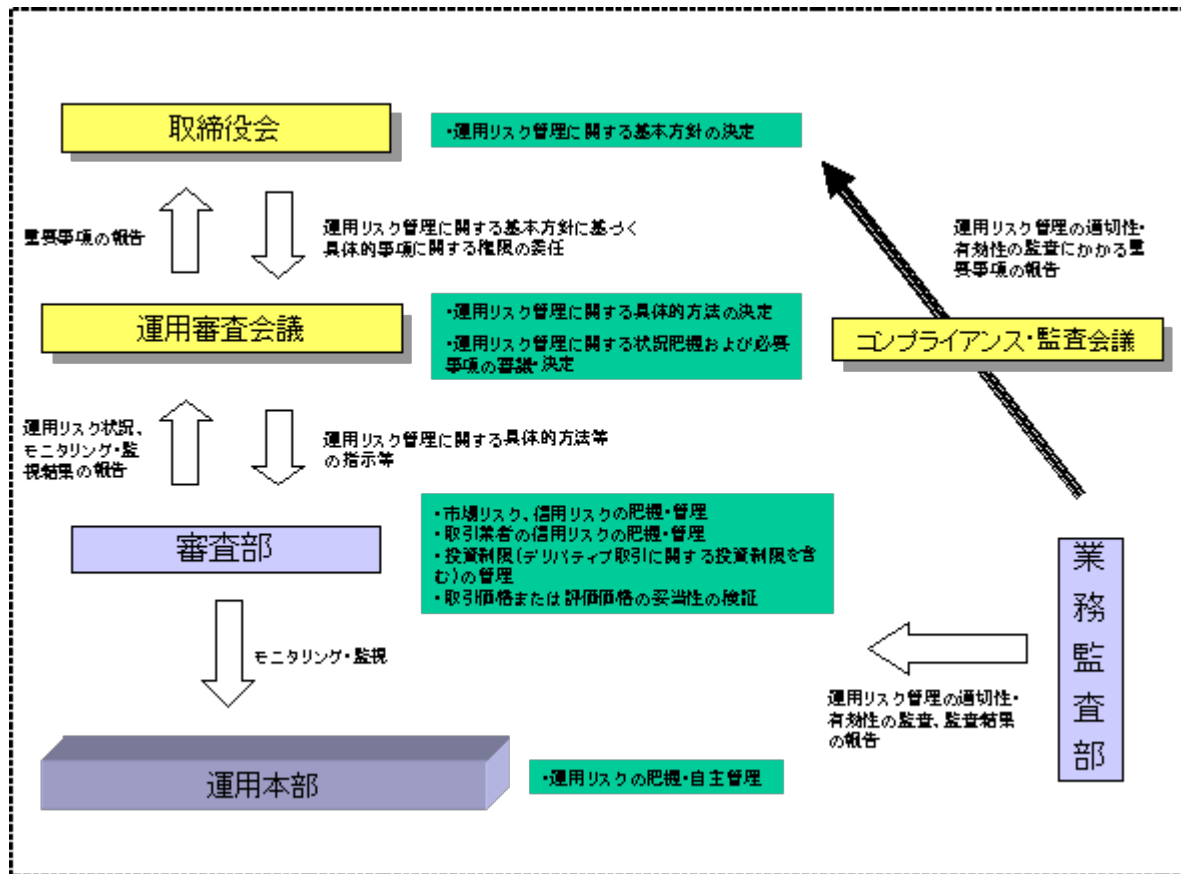 取締役会
・運用リスク管理に関する基本方針の決定
重要事項の報告
運用リスク管理に関する基本方針に基づく
具体的事項に関する権限の委任
運用リスク管理の適切性・
有効性の監査にかかる重
要事項の報告
運用審査会議
・運用リスク管理に関する具体的方法の決定
・運用リスク管理に関する状況把握および必要
事項の審議・決定
コンプライアンス・監査会議
運用リスク状況、
モニタリング・監
視結果の報告
運用リスク管理に関する具体的方法等
の指示等
審査部
・市場リスク、信用リスクの把握・管理
・取引業者の信用リスクの把握・管理
・投資制限(デリバティブ取引に関する投資制限を含
む)の管理
・取引価格または評価価格の妥当性の検証
業務監査部
モニタリング・監視
運用リスク管理の適切性・
有効性の監査、監査結果
の報告
運用本部
・運用リスクの把握・自主管理